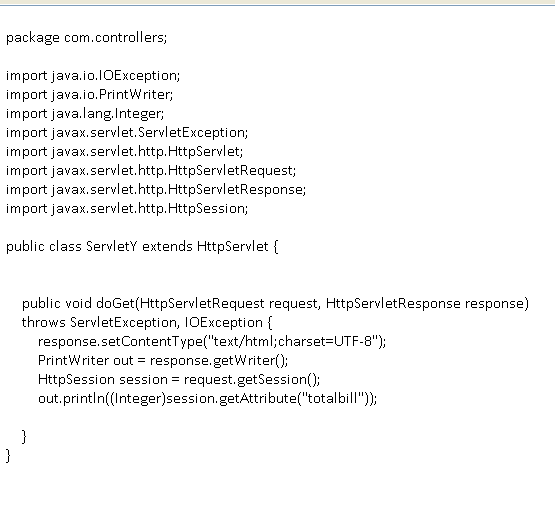 package com.controllers;
import java.io.IOException;
import java.io.PrintWriter;
import java.lang.Integer;
import javax.servlet.ServletException;
import javax.servlet.http.HttpServlet;
import javax.servlet.http.HttpServletRequest;
import javax.servlet.http.HttpServletResponse;
import javax.servlet.http.HttpSession;
public class ServletY extends HttpServlet {
public void doGet(HttpServletRequest request, HttpServletResponse response)
throws ServletException, IOException {
response.setContentType("text/html;charset=UTF-8");
PrintWriter out = response.getWriter();
HttpSession session = request.getSession();
out.println((Integer)session.getAttribute("totalbill"));
}
}